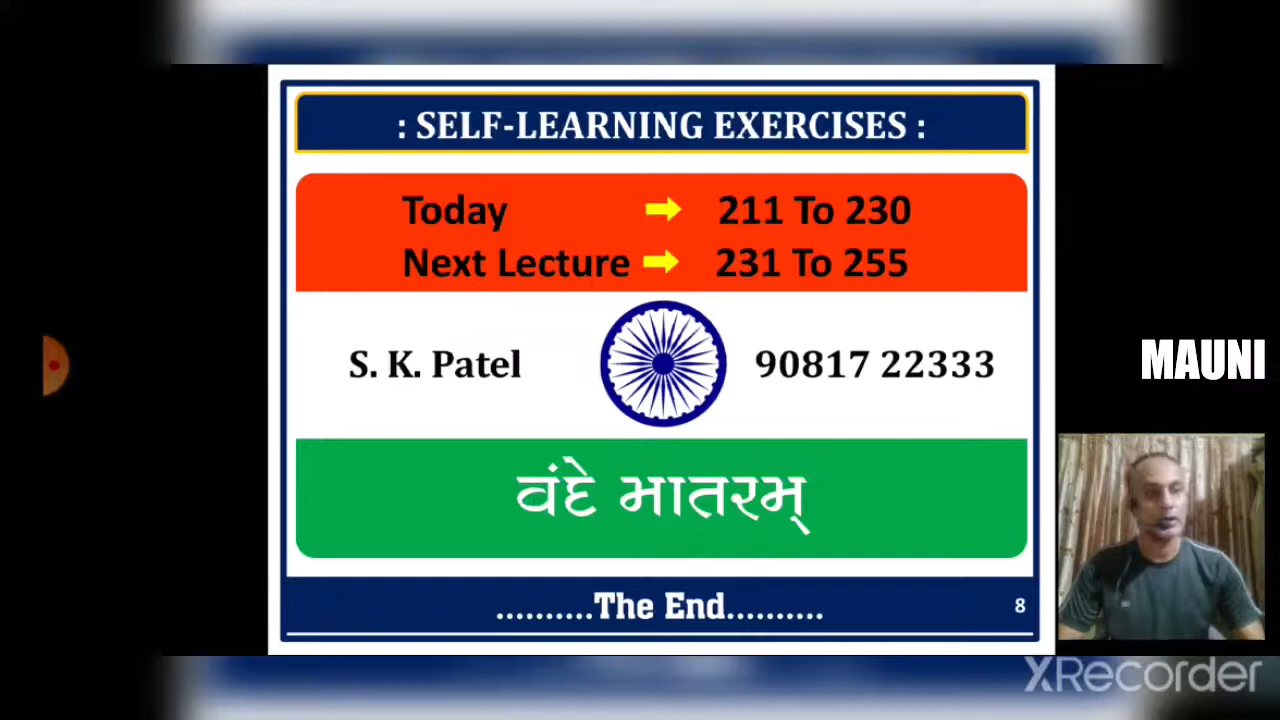 : SELF-LEARNING EXERCISES :
Today ➡ 211 To 230
Next Lecture ➡ 231 To 255
S. K. Patel 90817 22333
वंदे भातरम्
..........The End..........
8
MAUNI
XRecorder